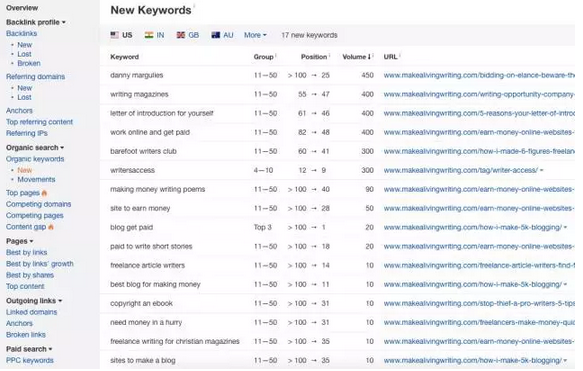 Overview
Backlink profile
Backlinks
New
Lost
Broken
Referring domains
New
Lost
Anchors
Top referring content
Referring IPs
Organic search
Organic keywords
New
Movements
Top pages
Competing domains
Competing pages
Content gap
Pages
Best by links
Best by links' growth
Best by shares
Top content
Outgoing links
Linked domains
Anchors
Broken links
Paid search
PPC keywords
New Keywords
US IN GB AU More 17 new keywords
Keyword Group Position Volume URL
danny margulies 11—50 > 100 → 25 450 www.makealivingwriting.com/bidding-on-elance-beware-th
writing magazines 11—50 55 → 47 400 www.makealivingwriting.com/writing-opportunity-company-
letter of introduction for yourself 11—50 61 → 46 400 www.makealivingwriting.com/5-reasons-your-letter-of-introd
work online and get paid 11—50 82 → 48 400 www.makealivingwriting.com/earn-money-online-websites-
barefoot writers club 11—50 60 → 41 300 www.makealivingwriting.com/how-i-made-6-figures-freelan
writersaccess 4—10 12 → 9 300 www.makealivingwriting.com/tag/writer-access/
making money writing poems 11—50 > 100 → 40 90 www.makealivingwriting.com/earn-money-online-websites-
site to earn money 11—50 > 100 → 28 50 www.makealivingwriting.com/earn-money-online-websites-
blog get paid Top 3 > 100 → 1 20 www.makealivingwriting.com/how-i-make-5k-blogging/
paid to write short stories 11—50 > 100 → 18 20 www.makealivingwriting.com/earn-money-online-websites-
freelance article writers 11—50 > 100 → 14 10 www.makealivingwriting.com/freelance-article-writers-find-f
best blog for making money 11—50 > 100 → 11 10 www.makealivingwriting.com/how-i-make-5k-blogging/
copyright an ebook 11—50 > 100 → 31 10 www.makealivingwriting.com/stop-thief-a-pro-writers-5-tips
need money in a hurry 11—50 > 100 → 31 10 www.makealivingwriting.com/freelancers-make-money-quic
freelance writing for christian magazines 11—50 > 100 → 35 10 www.makealivingwriting.com/earn-money-online-websites-
sites to make a blog 11—50 > 100 → 35 10 www.makealivingwriting.com/how-i-make-5k-blogging/